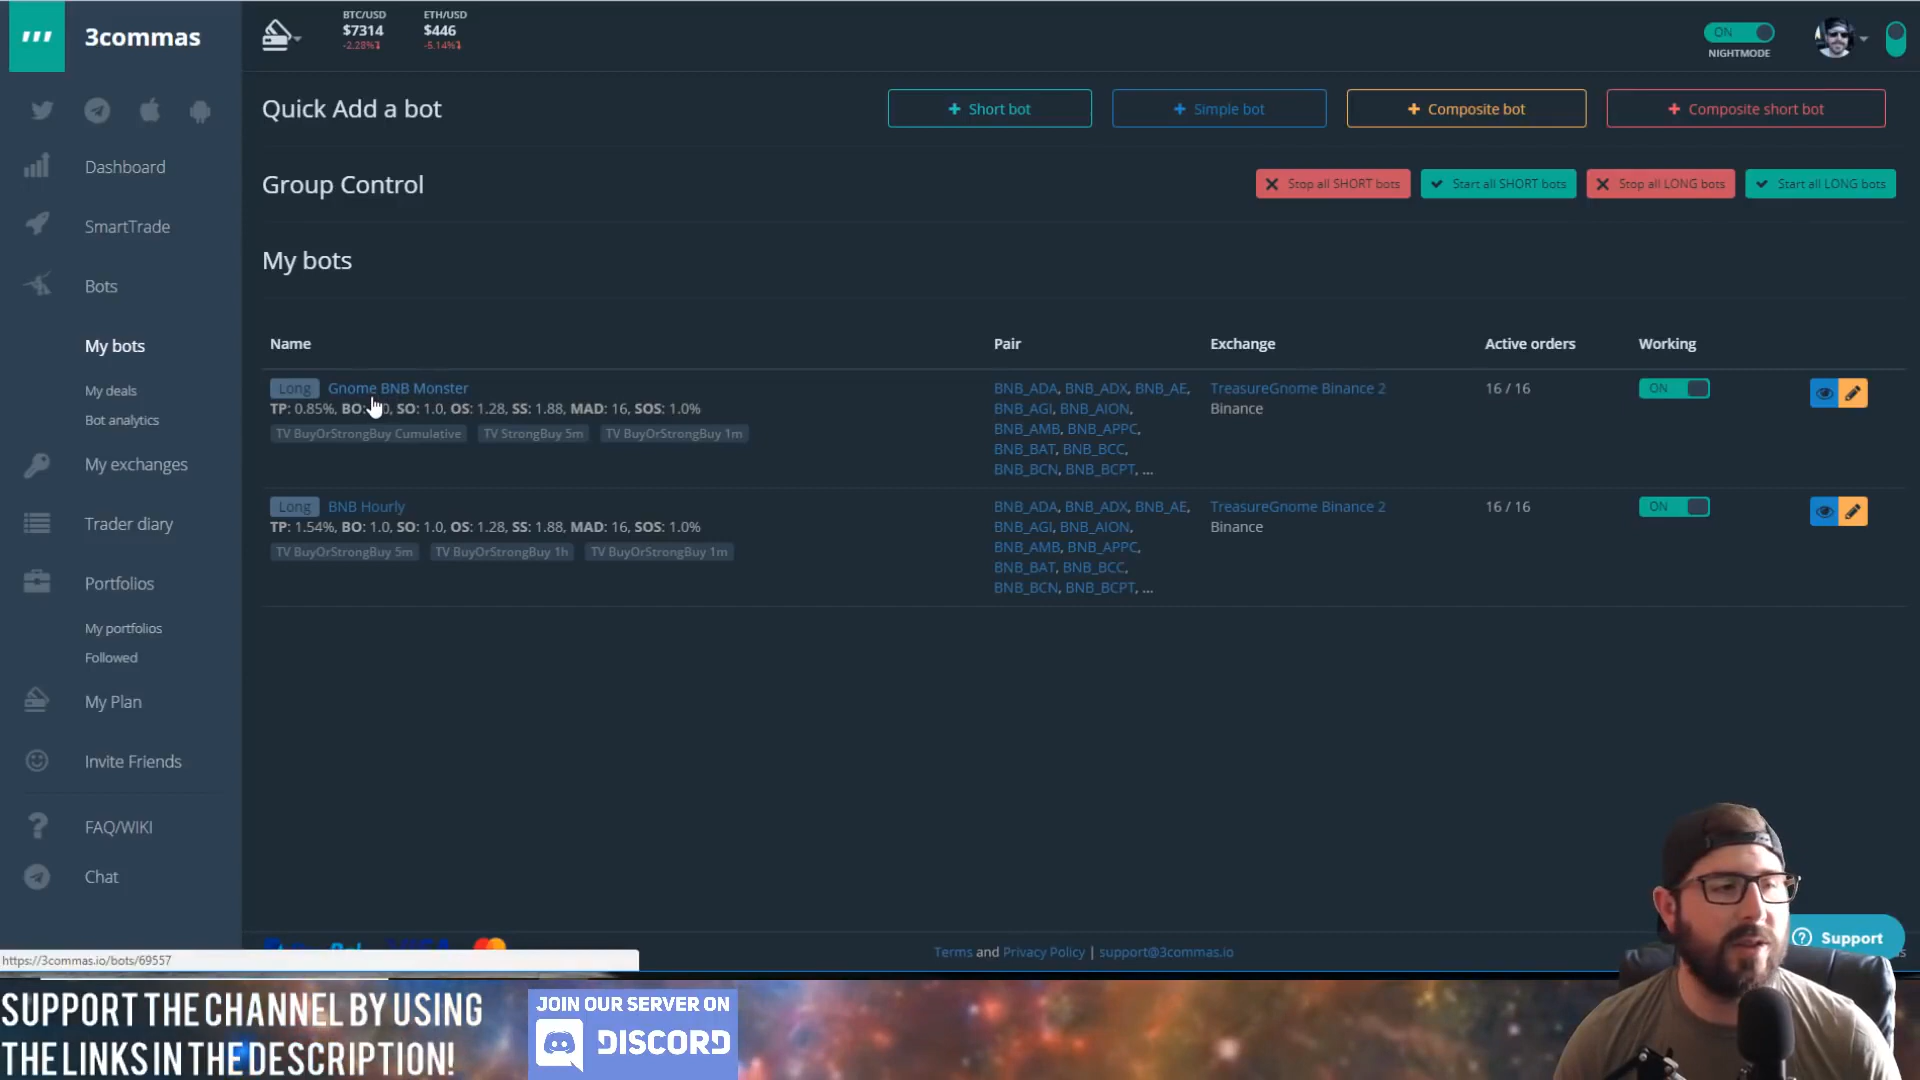 3commas
BTC/USD
$7314
-2.28%
ETH/USD
$446
-5.14%
ON
NIGHTMODE
Dashboard
SmartTrade
Bots
My bots
My deals
Bot analytics
My exchanges
Trader diary
Portfolios
My portfolios
Followed
My Plan
Invite Friends
FAQ/WIKI
Chat
Quick Add a bot
+ Short bot
+ Simple bot
+ Composite bot
+ Composite short bot
Group Control
Stop all SHORT bots
Start all SHORT bots
Stop all LONG bots
Start all LONG bots
My bots
Name Pair Exchange Active orders Working
Long Gnome BNB Monster
TP: 0.85%, BO: .0, SO: 1.0, OS: 1.28, SS: 1.88, MAD: 16, SOS: 1.0%
TV BuyOrStrongBuy Cumulative TV StrongBuy 5m TV BuyOrStrongBuy 1m
BNB_ADA, BNB_ADX, BNB_AE,
BNB_AGI, BNB_AION,
BNB_AMB, BNB_APPC,
BNB_BAT, BNB_BCC,
BNB_BCN, BNB_BCPT, ...
TreasureGnome Binance 2
Binance
16 / 16
ON
Long BNB Hourly
TP: 1.54%, BO: 1.0, SO: 1.0, OS: 1.28, SS: 1.88, MAD: 16, SOS: 1.0%
TV BuyOrStrongBuy 5m TV BuyOrStrongBuy 1h TV BuyOrStrongBuy 1m
BNB_ADA, BNB_ADX, BNB_AE,
BNB_AGI, BNB_AION,
BNB_AMB, BNB_APPC,
BNB_BAT, BNB_BCC,
BNB_BCN, BNB_BCPT, ...
TreasureGnome Binance 2
Binance
16 / 16
ON
Terms and Privacy Policy | support@3commas.io
Support
https://3commas.io/bots/69557
SUPPORT THE CHANNEL BY USING
THE LINKS IN THE DESCRIPTION!
JOIN OUR SERVER ON
DISCORD